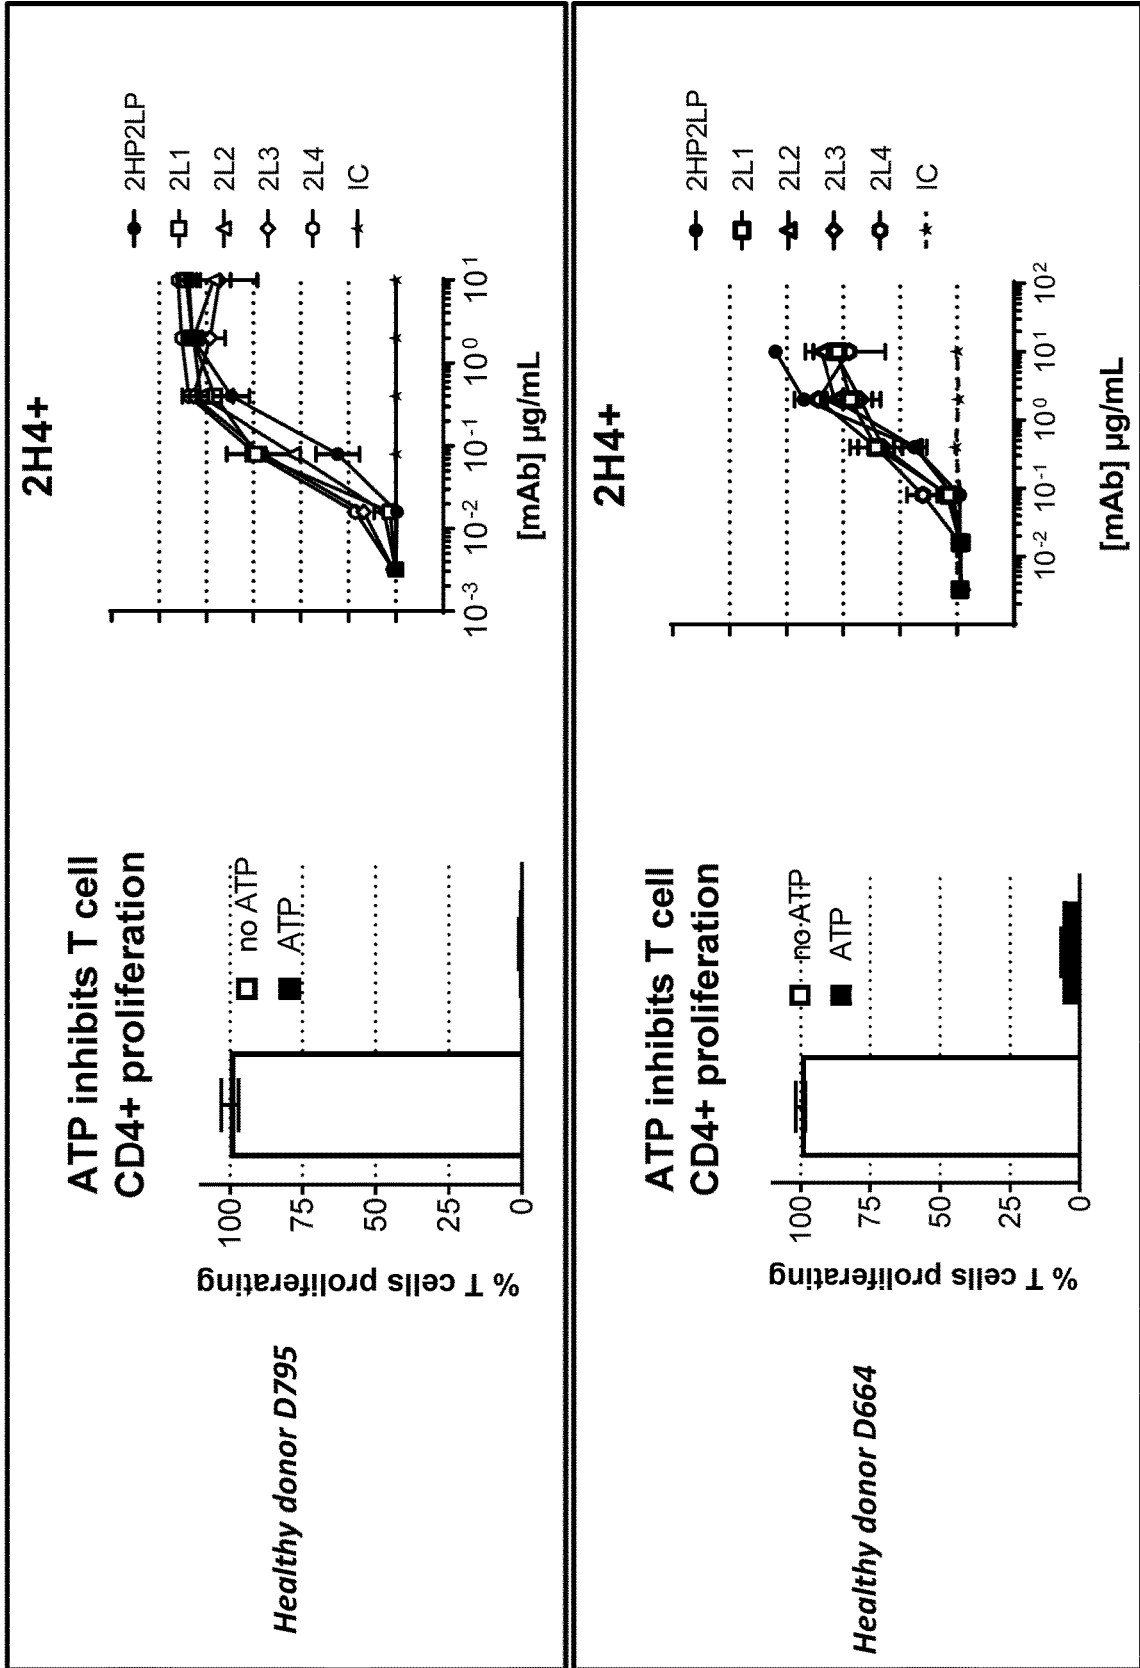 Healthy donor D795
ATP inhibits T cell
CD4+ proliferation
% T cells proliferating
100
75
50
25
0
no ATP
ATP
2H4+
10-3
10-2
10-1
100
101
[mAb] µg/mL
2HP2LP
2L1
2L2
2L3
2L4
IC
Healthy donor D664
ATP inhibits T cell
CD4+ proliferation
% T cells proliferating
100
75
50
25
0
no ATP
ATP
2H4+
10-2
10-1
100
101
102
[mAb] µg/mL
2HP2LP
2L1
2L2
2L3
2L4
IC